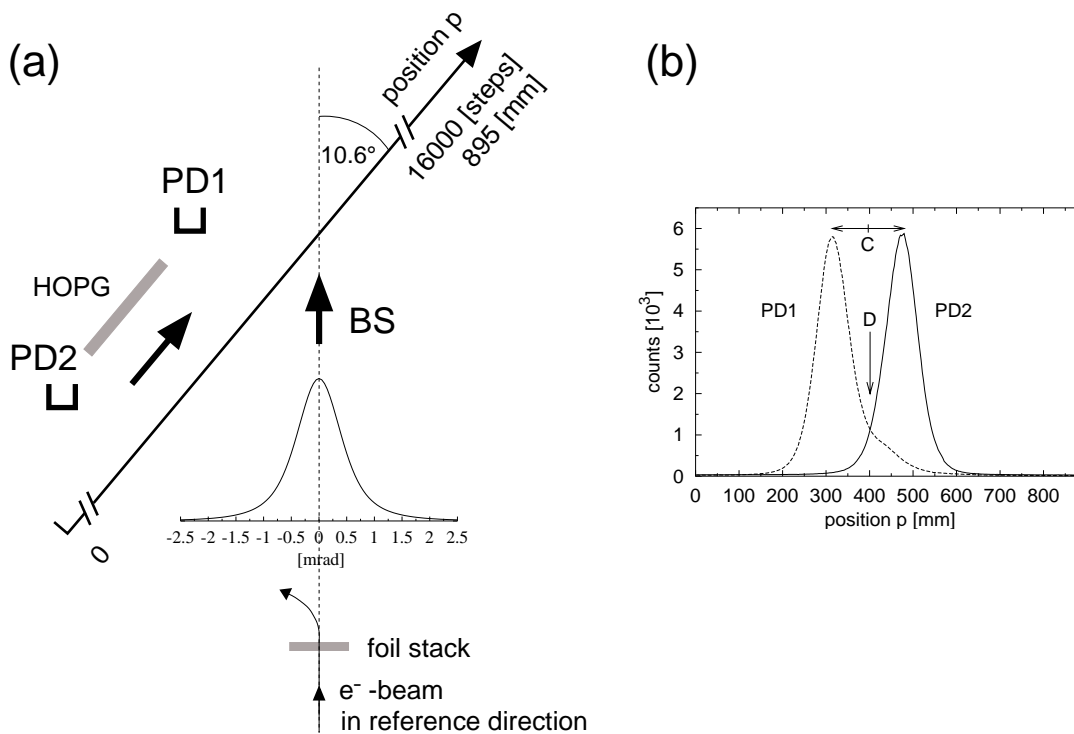 (a)
position p
16000 [steps]
895 [mm]
10.6°
PD1
HOPG
PD2
BS
0
-2.5 -2 -1.5 -1 -0.5 0 0.5 1 1.5 2 2.5
[mrad]
foil stack
e⁻ -beam
in reference direction
(b)
6
5
4
3
2
1
0
counts [10³]
C
PD1
D
PD2
0 100 200 300 400 500 600 700 800
position p [mm]